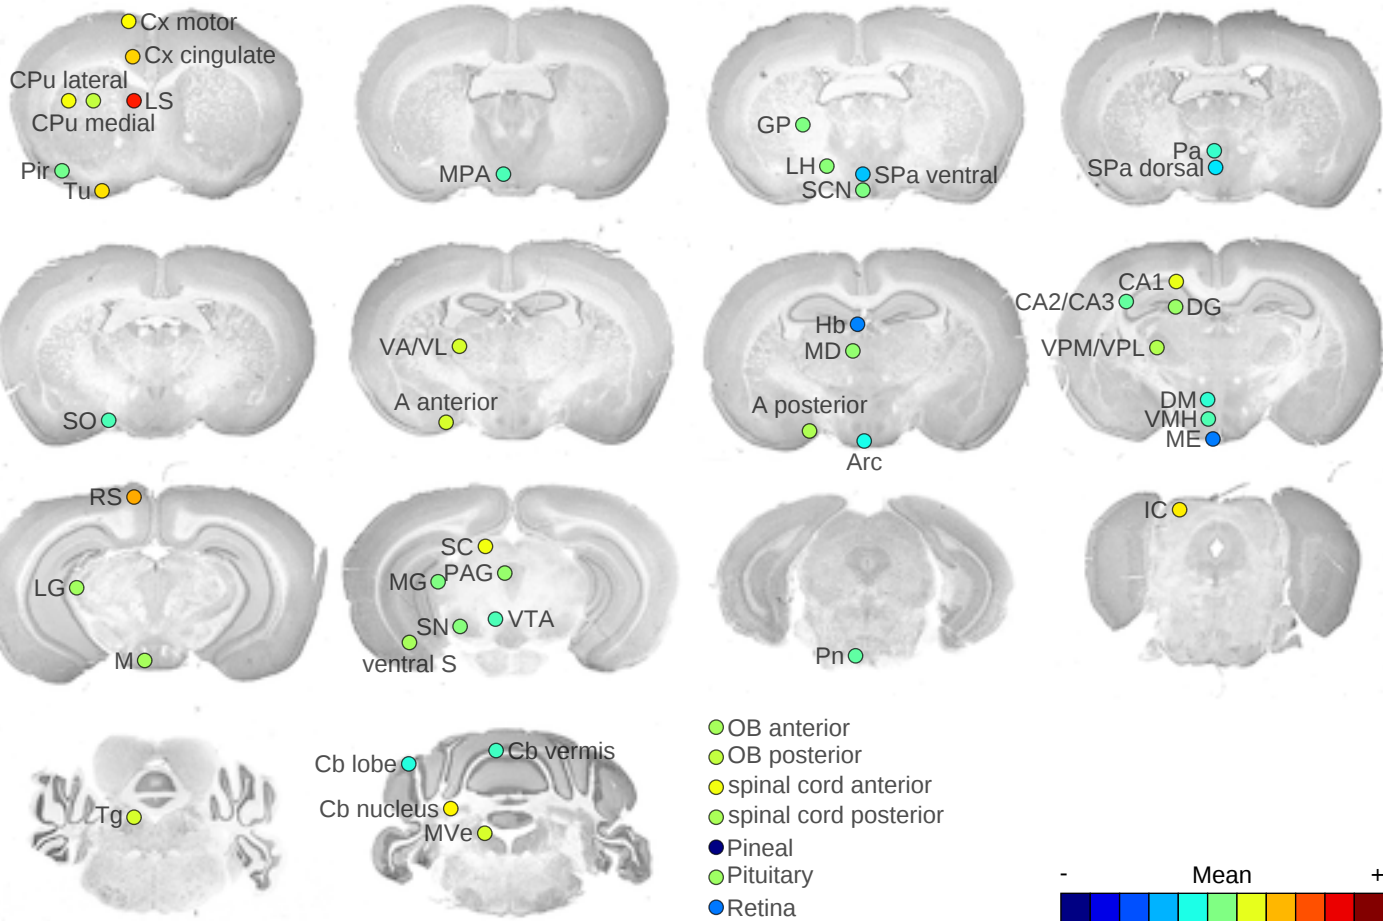 Cx motor
Cx cingulate
CPu lateral
LS
CPu medial
Pir
Tu
MPA
GP
LH
SPa ventral
SCN
Pa
SPa dorsal
SO
VA/VL
A anterior
Hb
MD
A posterior
Arc
CA1
CA2/CA3
DG
VPM/VPL
DM
VMH
ME
RS
LG
M
SC
MG
PAG
SN
VTA
ventral S
Pn
IC
Tg
Cb lobe
Cb vermis
Cb nucleus
MVe
OB anterior
OB posterior
spinal cord anterior
spinal cord posterior
Pineal
Pituitary
Retina
- Mean +